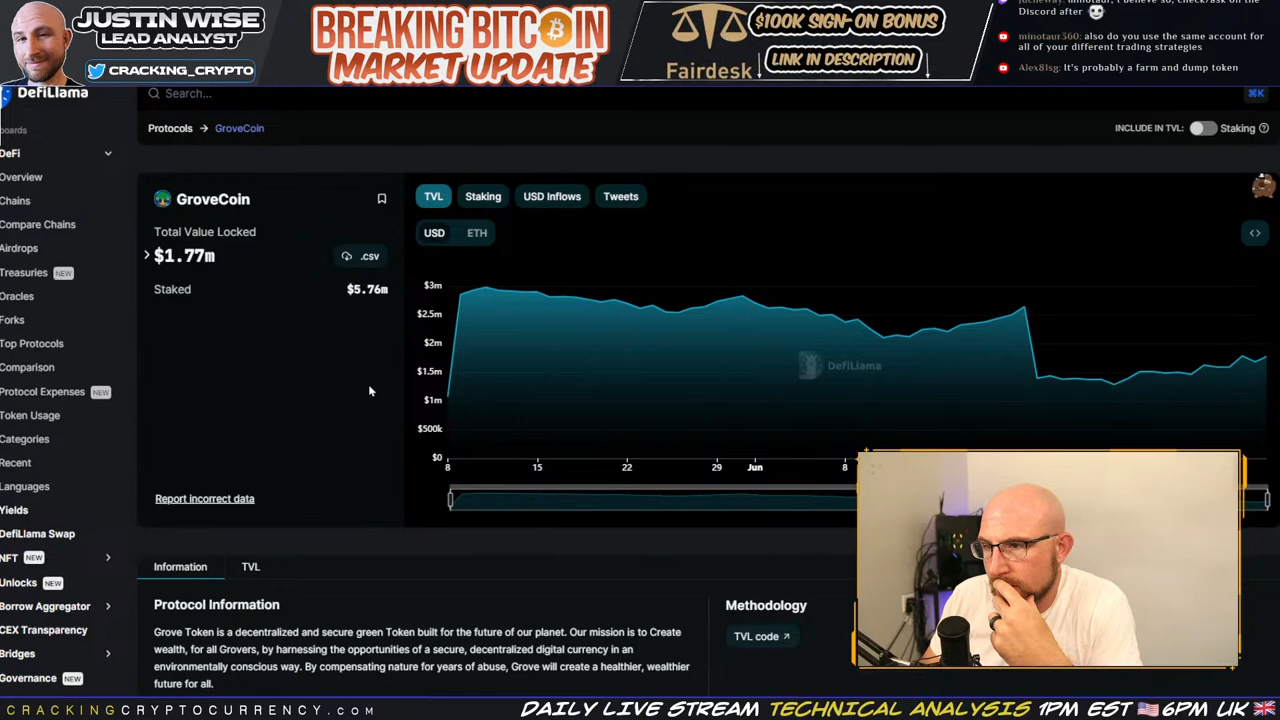 JUSTIN WISE
LEAD ANALYST
CRACKING_CRYPTO
BREAKING BITCOIN
MARKET UPDATE
Fairdesk
$100K SIGN-ON BONUS
LINK IN DESCRIPTION
Discord after
minotaur360: also do you use the same account for
all of your different trading strategies
Alex8lsg: It's probably a farm and dump token
DefiLlama
Search...
⌘K
boards
Protocols → GroveCoin
INCLUDE IN TVL: Staking
DeFi
Overview
Chains
Compare Chains
Airdrops
Treasuries NEW
Oracles
Forks
Top Protocols
Comparison
Protocol Expenses NEW
Token Usage
Categories
Recent
Languages
Yields
DefiLlama Swap
NFT NEW
Unlocks NEW
Borrow Aggregator
CEX Transparency
Bridges
Governance NEW
GroveCoin
Total Value Locked
$1.77m
.csv
Staked $5.76m
Report incorrect data
TVL Staking USD Inflows Tweets
USD ETH
$3m
$2.5m
$2m
$1.5m
$1m
$500k
$0
DefiLlama
8 15 22 29 Jun 8
Information TVL
Protocol Information
Grove Token is a decentralized and secure green Token built for the future of our planet. Our mission is to Create
wealth, for all Grovers, by harnessing the opportunities of a secure, decentralized digital currency in an
environmentally conscious way. By compensating nature for years of abuse, Grove will create a healthier, wealthier
future for all.
Methodology
TVL code ↗
CRACKINGCRYPTOCURRENCY.com
DAILY LIVE STREAM TECHNICAL ANALYSIS 1PM EST 6PM UK